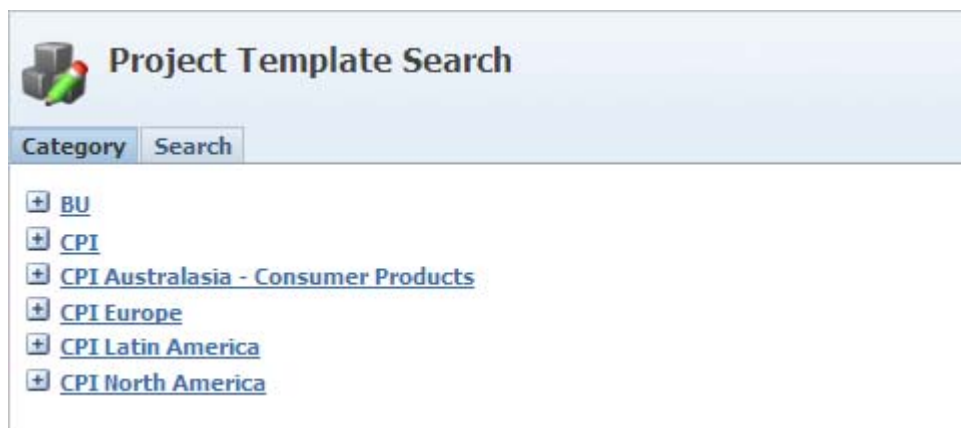 Project Template Search
Category Search
BU
CPI
CPI Australasia - Consumer Products
CPI Europe
CPI Latin America
CPI North America